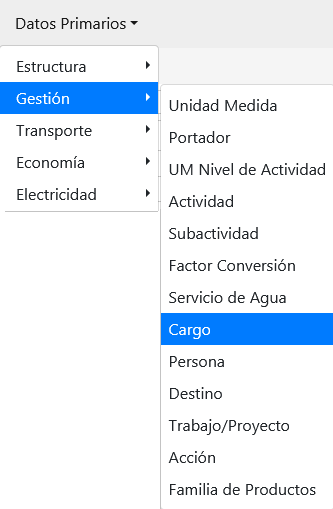 Datos Primarios
Estructura
Gestión
Transporte
Economía
Electricidad
Unidad Medida
Portador
UM Nivel de Actividad
Actividad
Subactividad
Factor Conversión
Servicio de Agua
Cargo
Persona
Destino
Trabajo/Proyecto
Acción
Familia de Productos